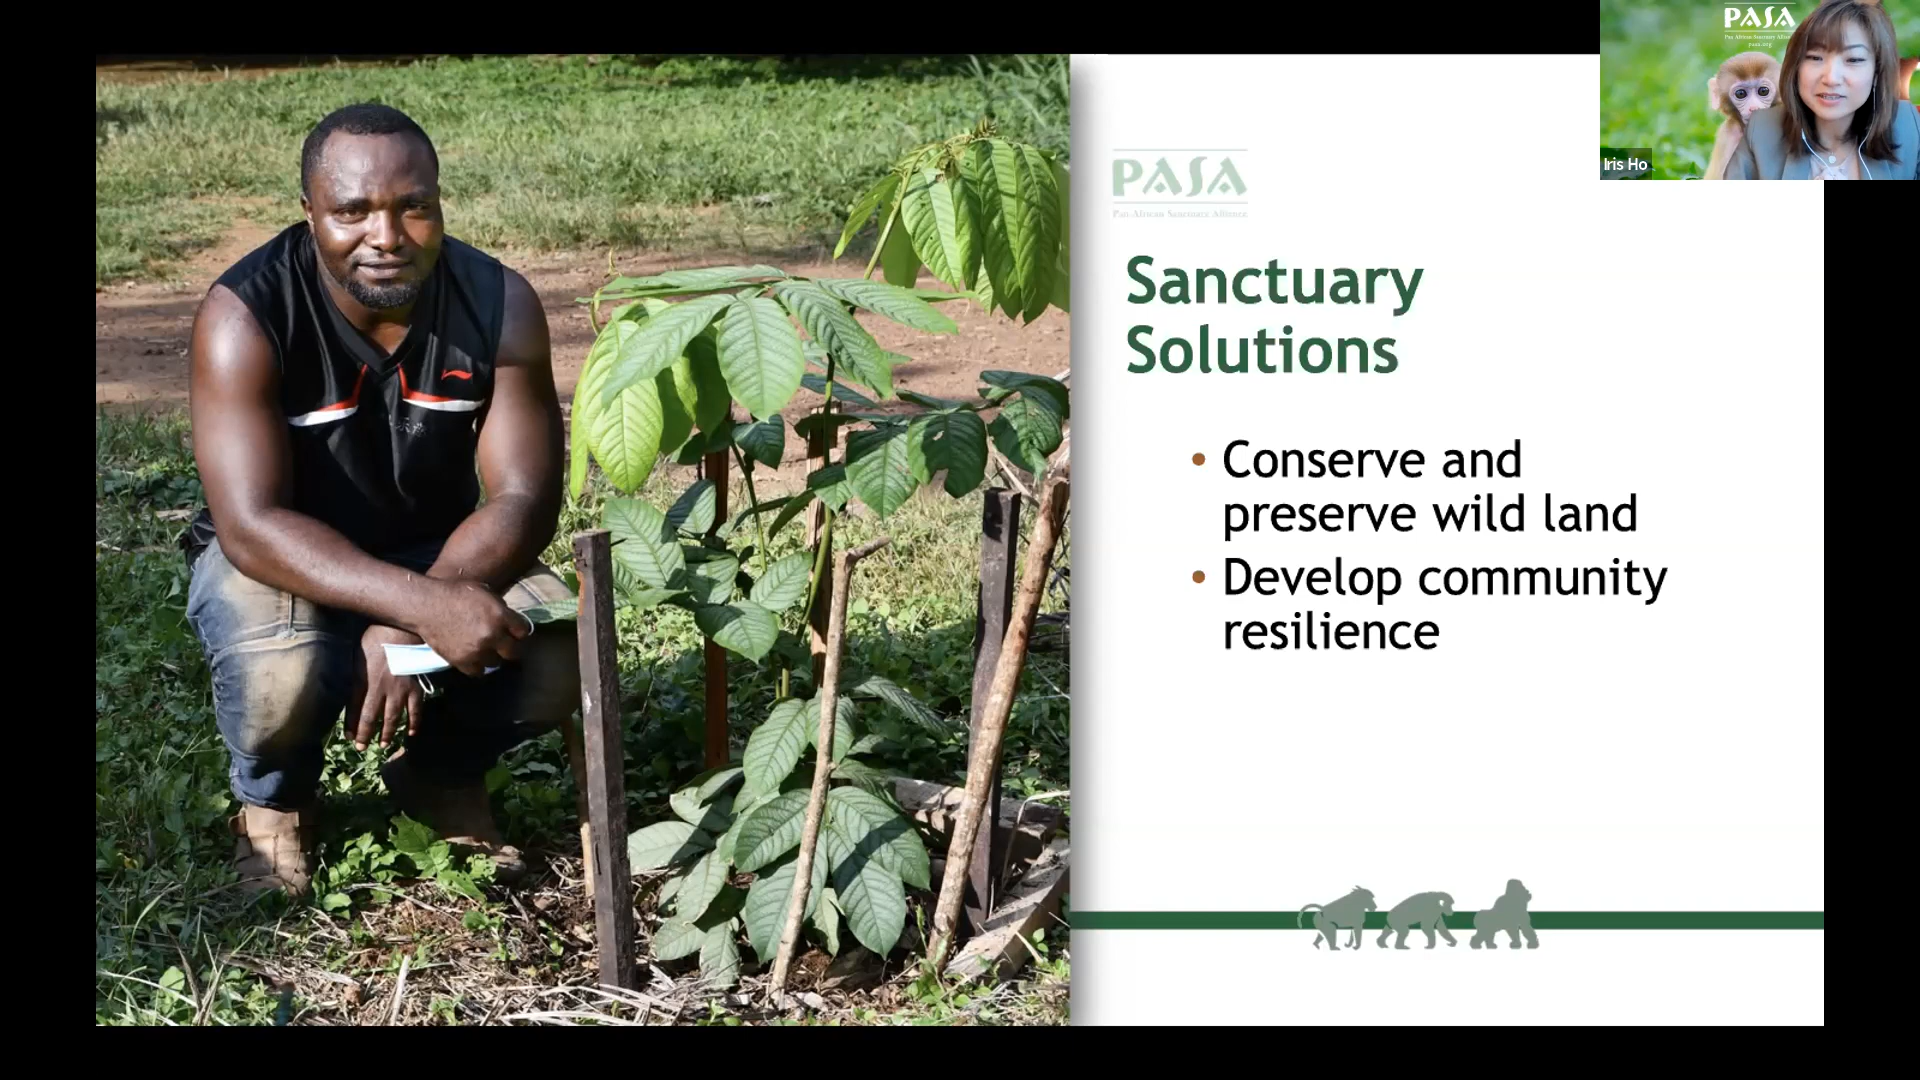 PASA
Pan African Sanctuary Alliance
pasa.org
Iris Ho
PASA
Pan African Sanctuary Alliance
Sanctuary
Solutions
• Conserve and
preserve wild land
• Develop community
resilience